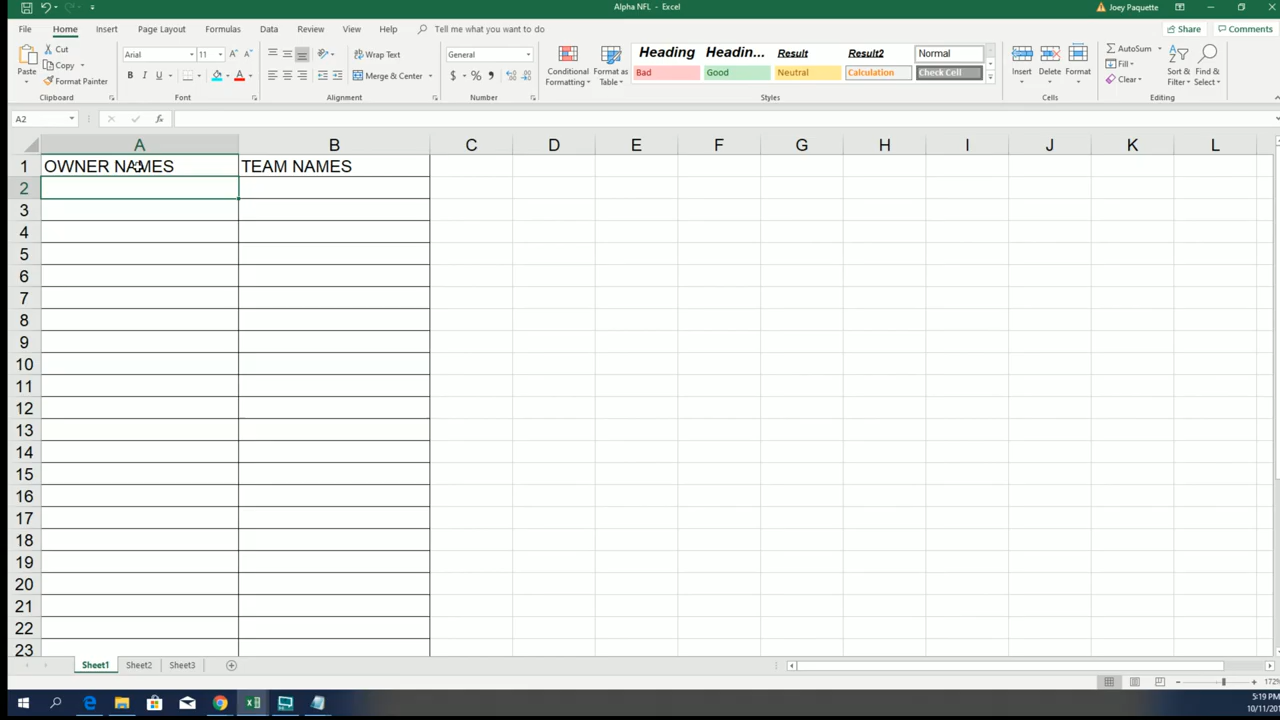 Alpha NFL - Excel
Joey Paquette
File Home Insert Page Layout Formulas Data Review View Help Tell me what you want to do
Share Comments
Paste
Cut
Copy
Format Painter
Clipboard
Arial 11
B I U
Font
Wrap Text
Merge & Center
Alignment
General
$ % ,
Number
Conditional Formatting
Format as Table
Heading Headin... Result Result2 Normal
Bad Good Neutral Calculation Check Cell
Styles
Insert Delete Format
Cells
AutoSum
Fill
Clear
Sort & Filter
Find & Select
Editing
A2
fx
A B C D E F G H I J K L
1 OWNER NAMES TEAM NAMES
2
3
4
5
6
7
8
9
10
11
12
13
14
15
16
17
18
19
20
21
22
23
Sheet1 Sheet2 Sheet3
172%
5:19 PM